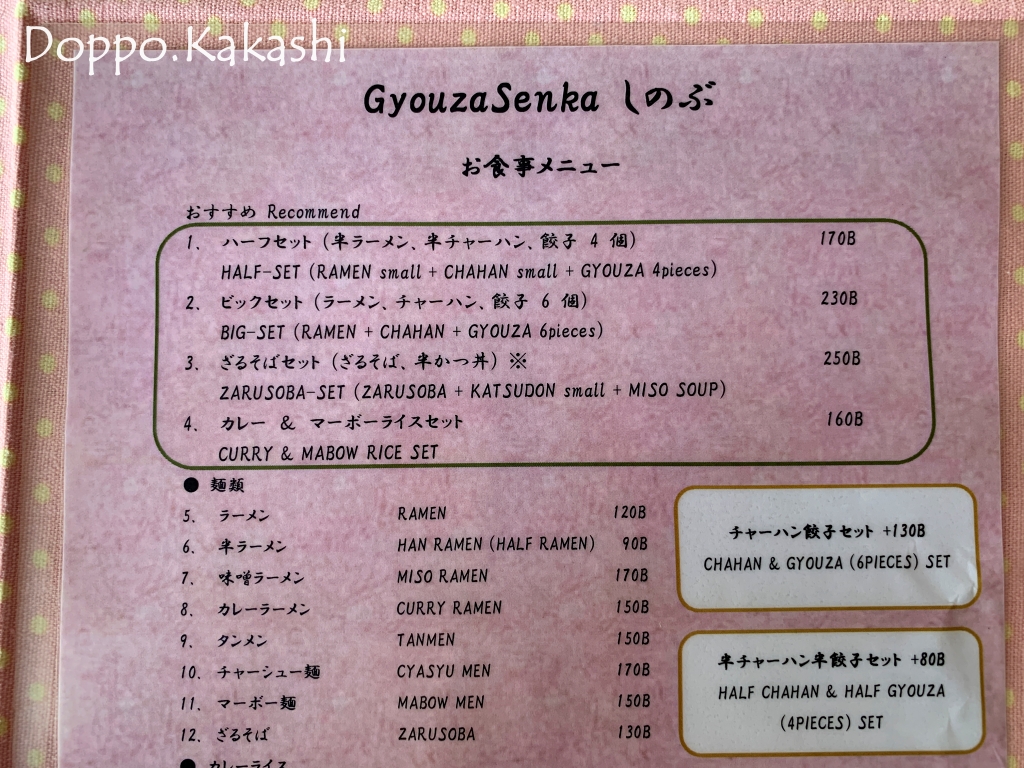 Doppo.Kakashi
GyouzaSenka しのぶ
お食事メニュー
おすすめ Recommend
1. ハーフセット（半ラーメン、半チャーハン、餃子 4 個） 170B
HALF-SET (RAMEN small + CHAHAN small + GYOUZA 4pieces)
2. ビックセット（ラーメン、チャーハン、餃子 6 個） 230B
BIG-SET (RAMEN + CHAHAN + GYOUZA 6pieces)
3. ざるそばセット（ざるそば、半かつ丼）※ 250B
ZARUSOBA-SET (ZARUSOBA + KATSUDON small + MISO SOUP)
4. カレー ＆ マーボーライスセット 160B
CURRY & MABOW RICE SET
● 麺類
5. ラーメン RAMEN 120B
6. 半ラーメン HAN RAMEN (HALF RAMEN) 90B
7. 味噌ラーメン MISO RAMEN 170B
8. カレーラーメン CURRY RAMEN 150B
9. タンメン TANMEN 150B
10. チャーシュー麺 CYASYU MEN 170B
11. マーボー麺 MABOW MEN 150B
12. ざるそば ZARUSOBA 130B
● カレーライス
チャーハン餃子セット +130B
CHAHAN & GYOUZA (6PIECES) SET
半チャーハン半餃子セット +80B
HALF CHAHAN & HALF GYOUZA
(4PIECES) SET